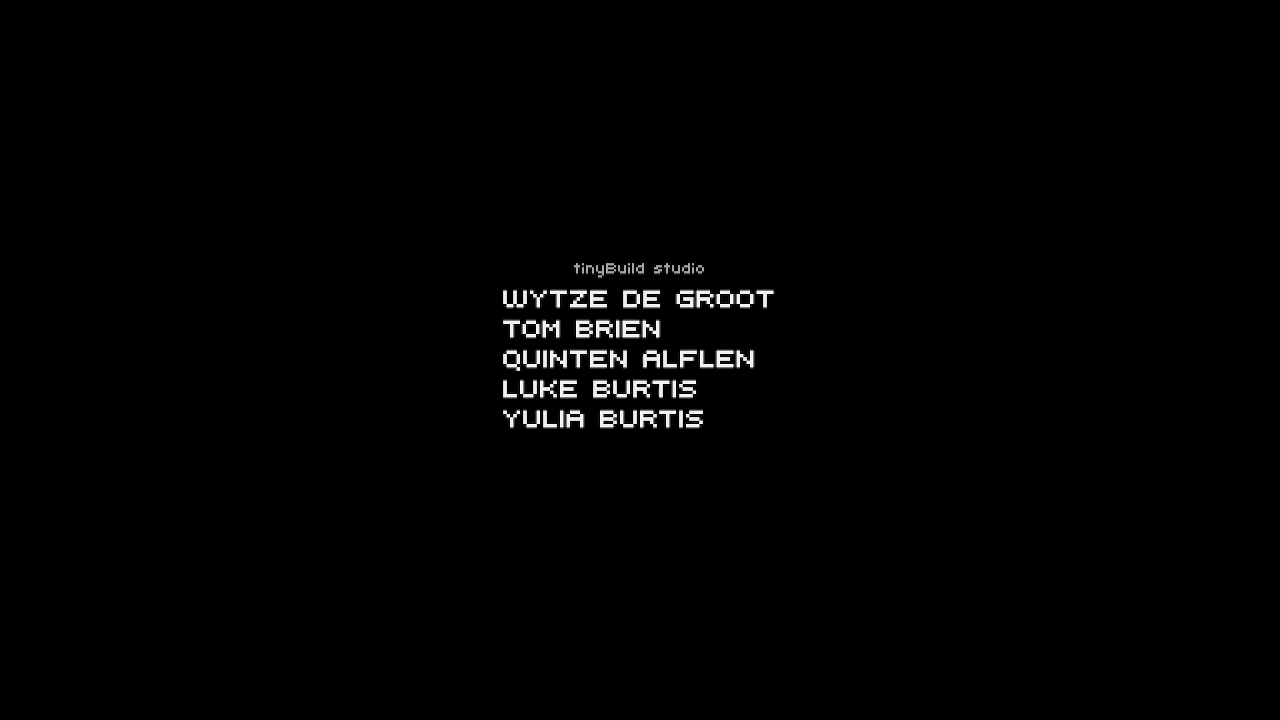 tinyBuild studio
WYTZE DE GROOT
TOM BRIEN
QUINTEN ALFLEN
LUKE BURTIS
YULIA BURTIS